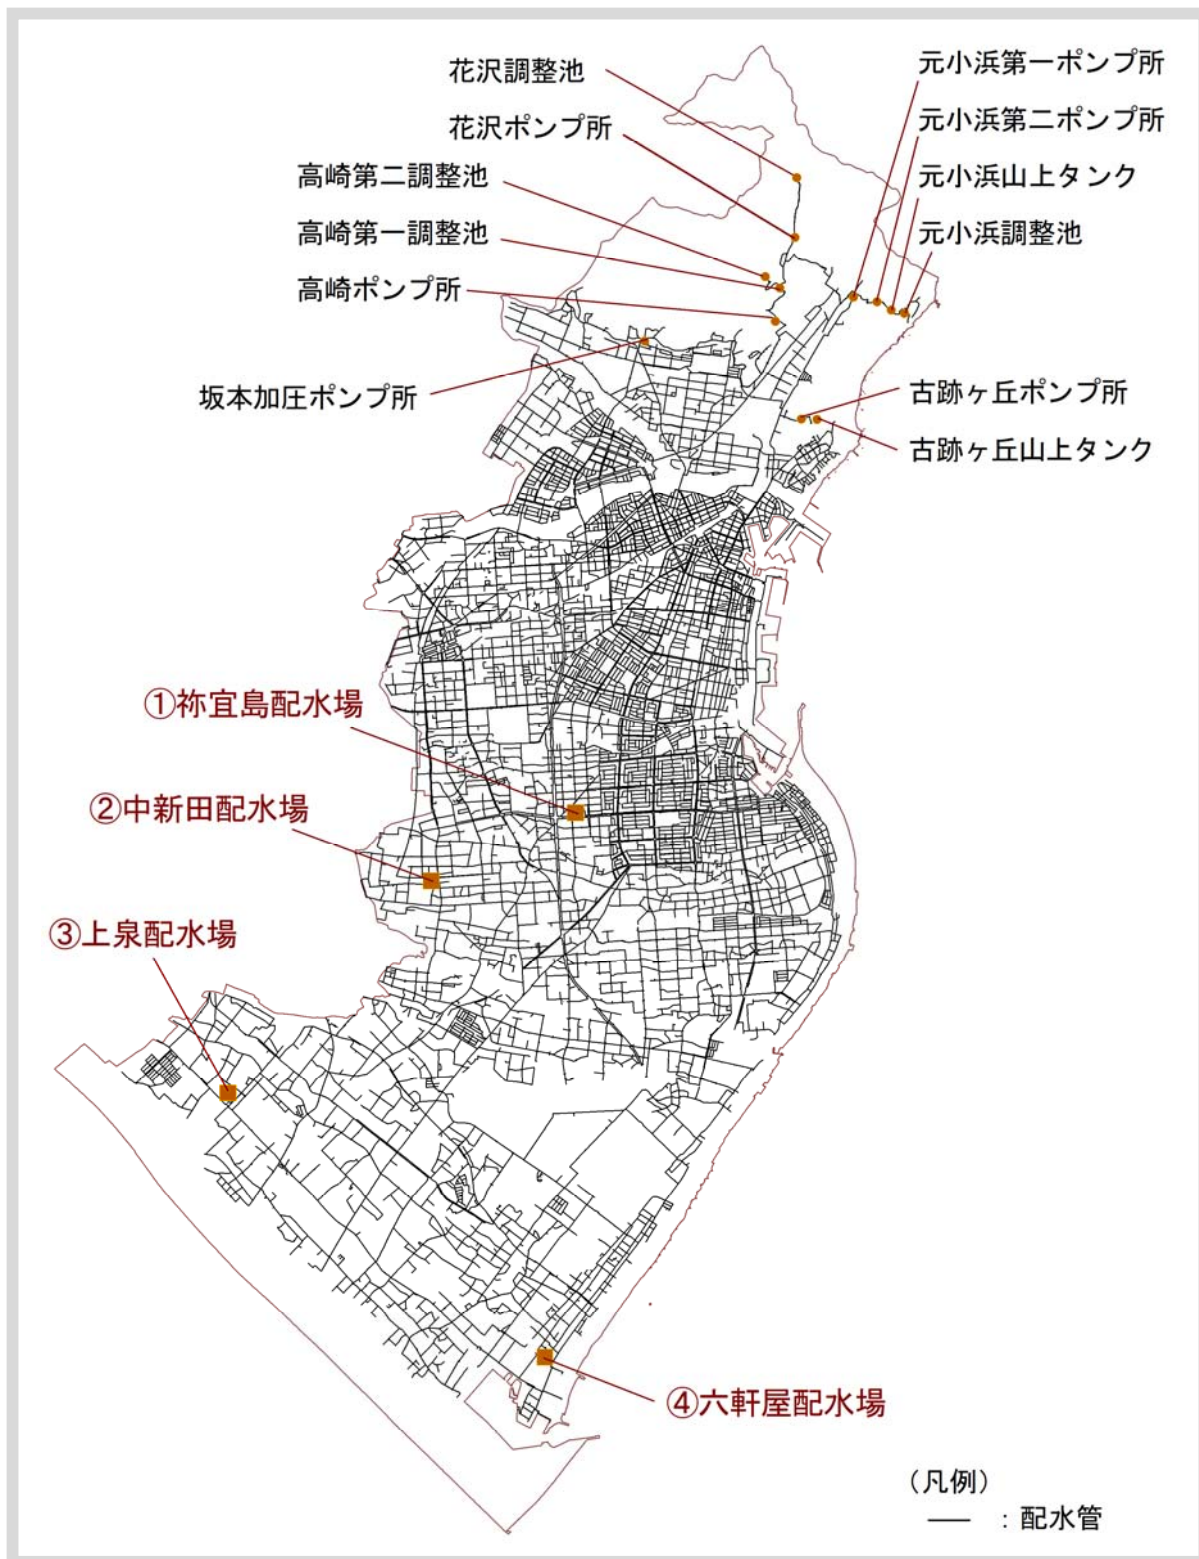 花沢調整池
花沢ポンプ所
高崎第二調整池
高崎第一調整池
高崎ポンプ所
坂本加圧ポンプ所
元小浜第一ポンプ所
元小浜第二ポンプ所
元小浜山上タンク
元小浜調整池
古跡ヶ丘ポンプ所
古跡ヶ丘山上タンク
①祢宜島配水場
②中新田配水場
③上泉配水場
④六軒屋配水場
(凡例)
── : 配水管